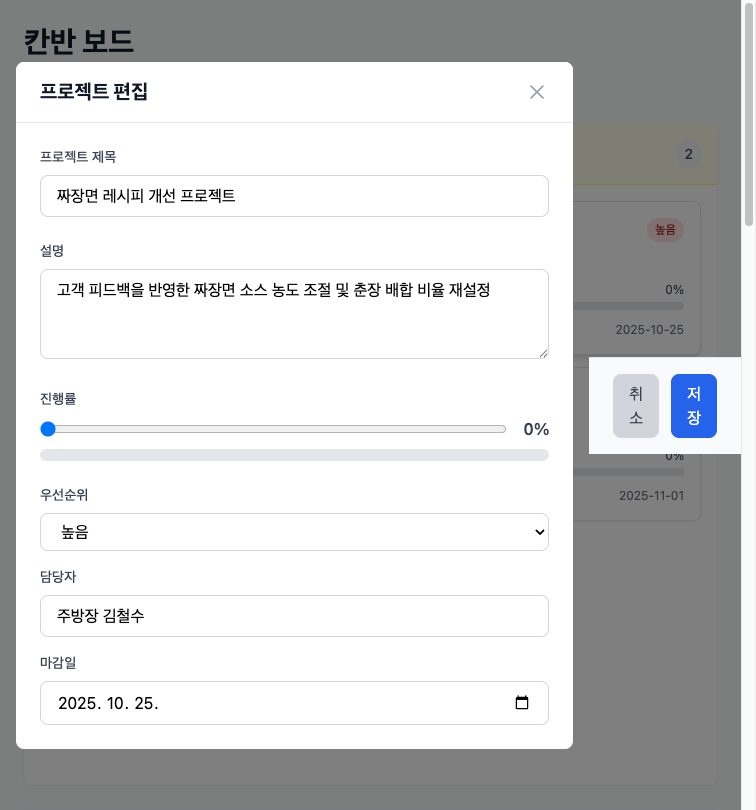 칸반 보드
프로젝트 편집
프로젝트 제목
짜장면 레시피 개선 프로젝트
설명
고객 피드백을 반영한 짜장면 소스 농도 조절 및 춘장 배합 비율 재설정
진행률
0%
우선순위
높음
담당자
주방장 김철수
마감일
2025. 10. 25.
2
높음
0%
2025-10-25
취
소
저
장
0%
2025-11-01